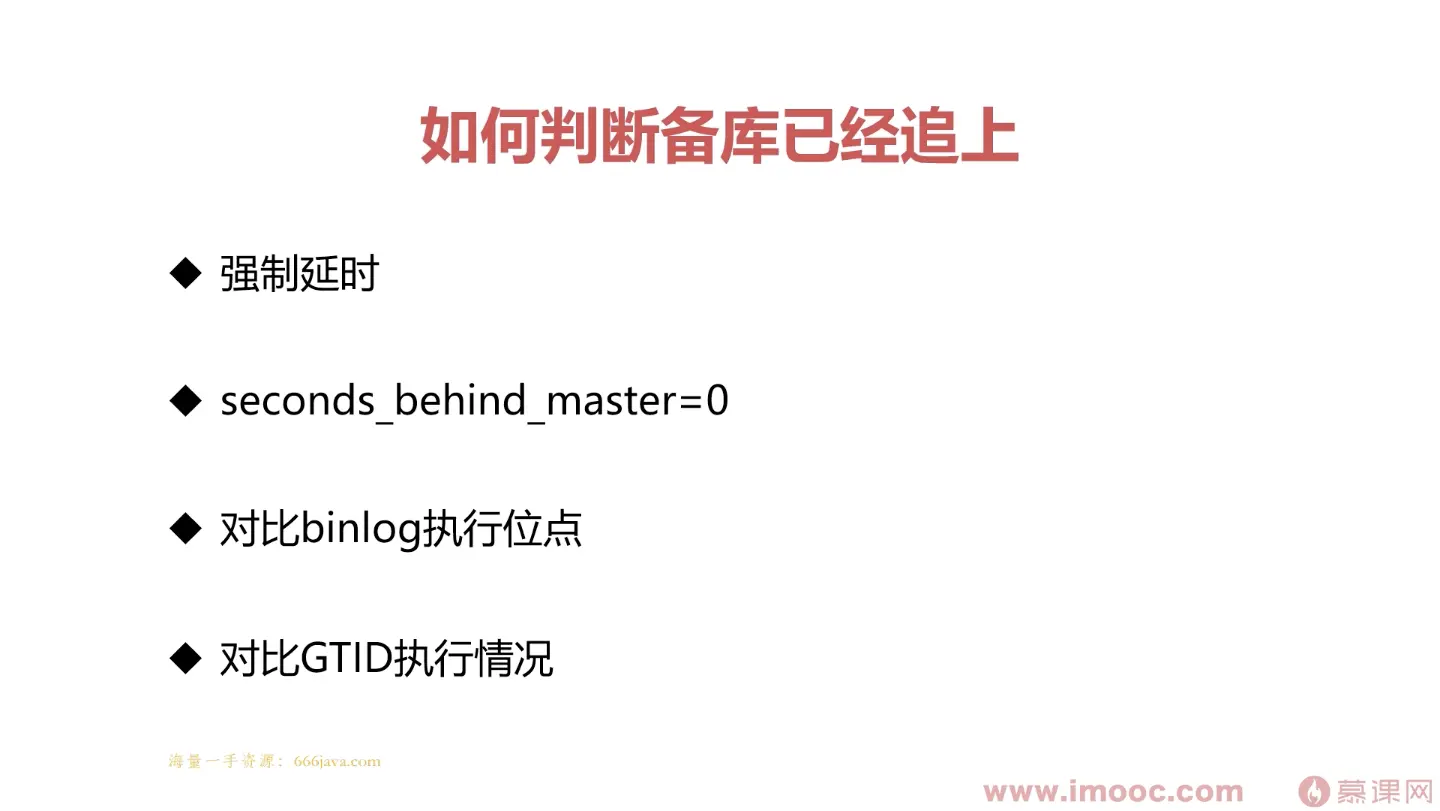 如何判断备库已经追上
◆ 强制延时
◆ seconds_behind_master=0
◆ 对比binlog执行位点
◆ 对比GTID执行情况
海量一手资源：666java.com
www.imooc.com 慕课网